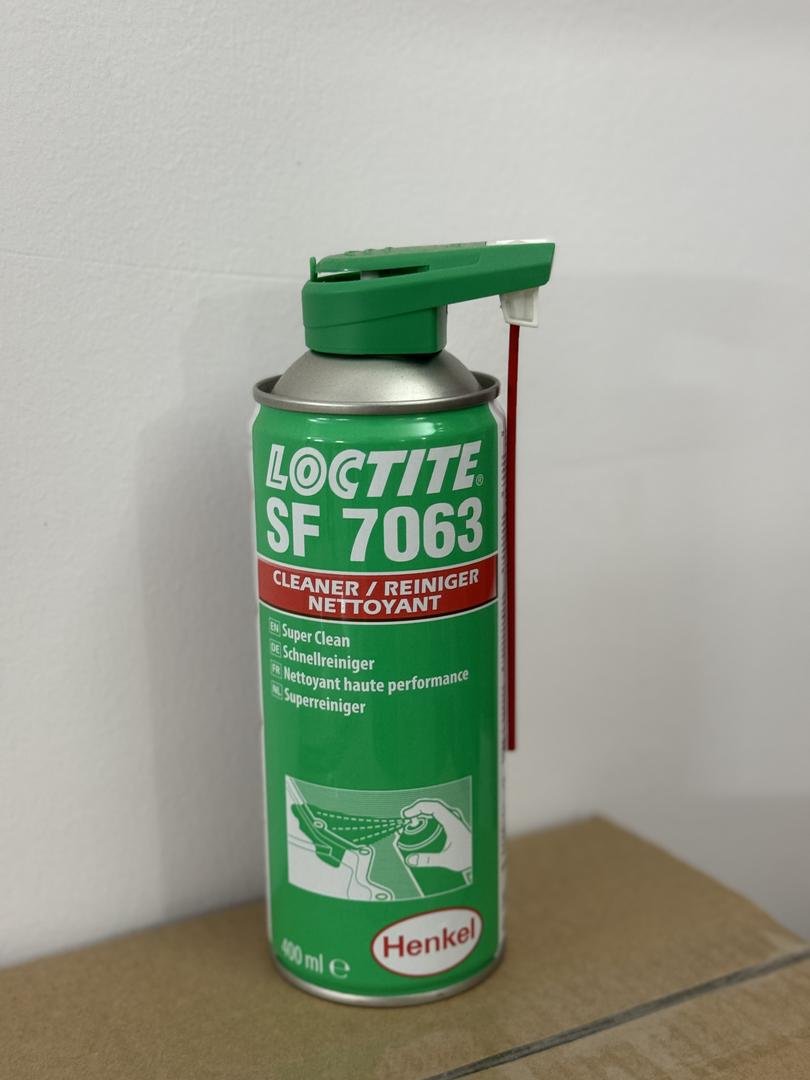 LOCTITE®
SF 7063
CLEANER / REINIGER
NETTOYANT
EN Super Clean
DE Schnellreiniger
FR Nettoyant haute performance
NL Superreiniger
Henkel
400 ml ℮